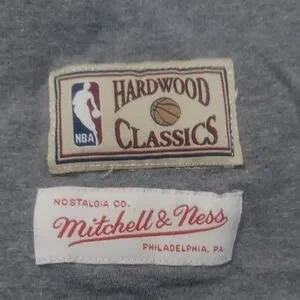 HARDWOOD
NBA
CLASSICS
NOSTALGIA CO.
Mitchell & Ness
PHILADELPHIA, PA